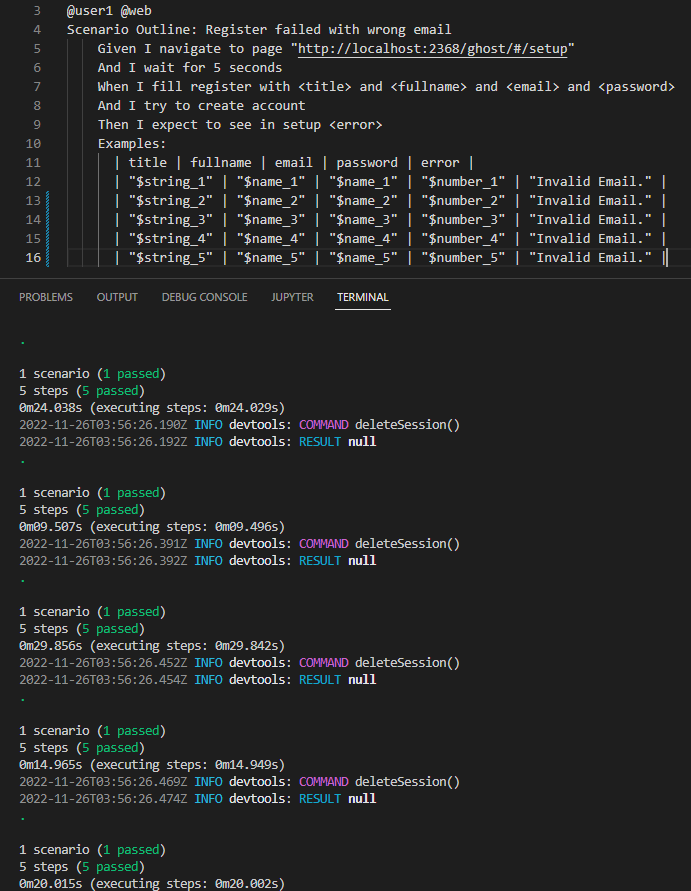 3 @user1 @web
4 Scenario Outline: Register failed with wrong email
5 Given I navigate to page "http://localhost:2368/ghost/#/setup"
6 And I wait for 5 seconds
7 When I fill register with <title> and <fullname> and <email> and <password>
8 And I try to create account
9 Then I expect to see in setup <error>
10 Examples:
11 | title | fullname | email | password | error |
12 | "$string_1" | "$name_1" | "$name_1" | "$number_1" | "Invalid Email." |
13 | "$string_2" | "$name_2" | "$name_2" | "$number_2" | "Invalid Email." |
14 | "$string_3" | "$name_3" | "$name_3" | "$number_3" | "Invalid Email." |
15 | "$string_4" | "$name_4" | "$name_4" | "$number_4" | "Invalid Email." |
16 | "$string_5" | "$name_5" | "$name_5" | "$number_5" | "Invalid Email." |
PROBLEMS OUTPUT DEBUG CONSOLE JUPYTER TERMINAL
.
1 scenario (1 passed)
5 steps (5 passed)
0m24.038s (executing steps: 0m24.029s)
2022-11-26T03:56:26.190Z INFO devtools: COMMAND deleteSession()
2022-11-26T03:56:26.192Z INFO devtools: RESULT null
.
1 scenario (1 passed)
5 steps (5 passed)
0m09.507s (executing steps: 0m09.496s)
2022-11-26T03:56:26.391Z INFO devtools: COMMAND deleteSession()
2022-11-26T03:56:26.392Z INFO devtools: RESULT null
.
1 scenario (1 passed)
5 steps (5 passed)
0m29.856s (executing steps: 0m29.842s)
2022-11-26T03:56:26.452Z INFO devtools: COMMAND deleteSession()
2022-11-26T03:56:26.454Z INFO devtools: RESULT null
.
1 scenario (1 passed)
5 steps (5 passed)
0m14.965s (executing steps: 0m14.949s)
2022-11-26T03:56:26.469Z INFO devtools: COMMAND deleteSession()
2022-11-26T03:56:26.474Z INFO devtools: RESULT null
.
1 scenario (1 passed)
5 steps (5 passed)
0m20.015s (executing steps: 0m20.002s)